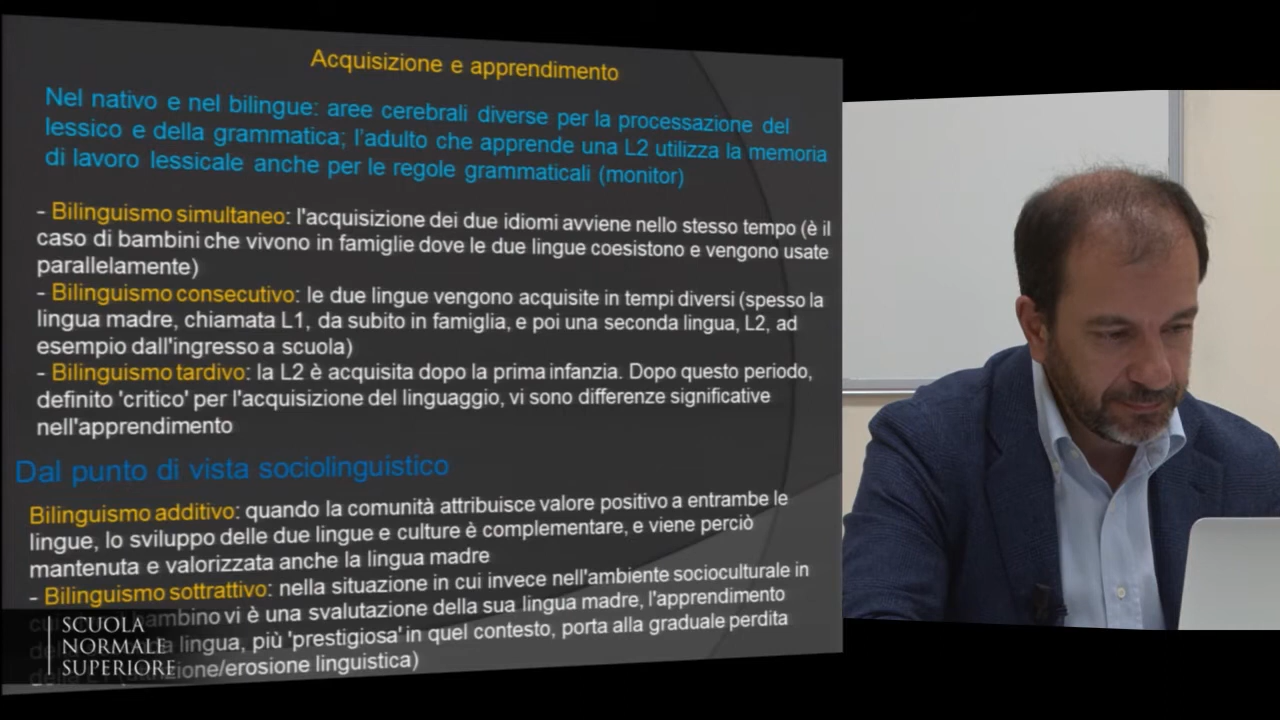 Acquisizione e apprendimento
Nel nativo e nel bilingue: aree cerebrali diverse per la processazione del
lessico e della grammatica; l'adulto che apprende una L2 utilizza la memoria
di lavoro lessicale anche per le regole grammaticali (monitor)
- Bilinguismo simultaneo: l'acquisizione dei due idiomi avviene nello stesso tempo (è il
caso di bambini che vivono in famiglie dove le due lingue coesistono e vengono usate
parallelamente)
- Bilinguismo consecutivo: le due lingue vengono acquisite in tempi diversi (spesso la
lingua madre, chiamata L1, da subito in famiglia, e poi una seconda lingua, L2, ad
esempio dall'ingresso a scuola)
- Bilinguismo tardivo: la L2 è acquisita dopo la prima infanzia. Dopo questo periodo,
definito 'critico' per l'acquisizione del linguaggio, vi sono differenze significative
nell'apprendimento
Dal punto di vista sociolinguistico
Bilinguismo additivo: quando la comunità attribuisce valore positivo a entrambe le
lingue, lo sviluppo delle due lingue e culture è complementare, e viene perciò
mantenuta e valorizzata anche la lingua madre
- Bilinguismo sottrattivo: nella situazione in cui invece nell'ambiente socioculturale in
bambino vi è una svalutazione della sua lingua madre, l'apprendimento
lingua, più 'prestigiosa' in quel contesto, porta alla graduale perdita
linguistica)
SCUOLA
NORMALE
SUPERIORE